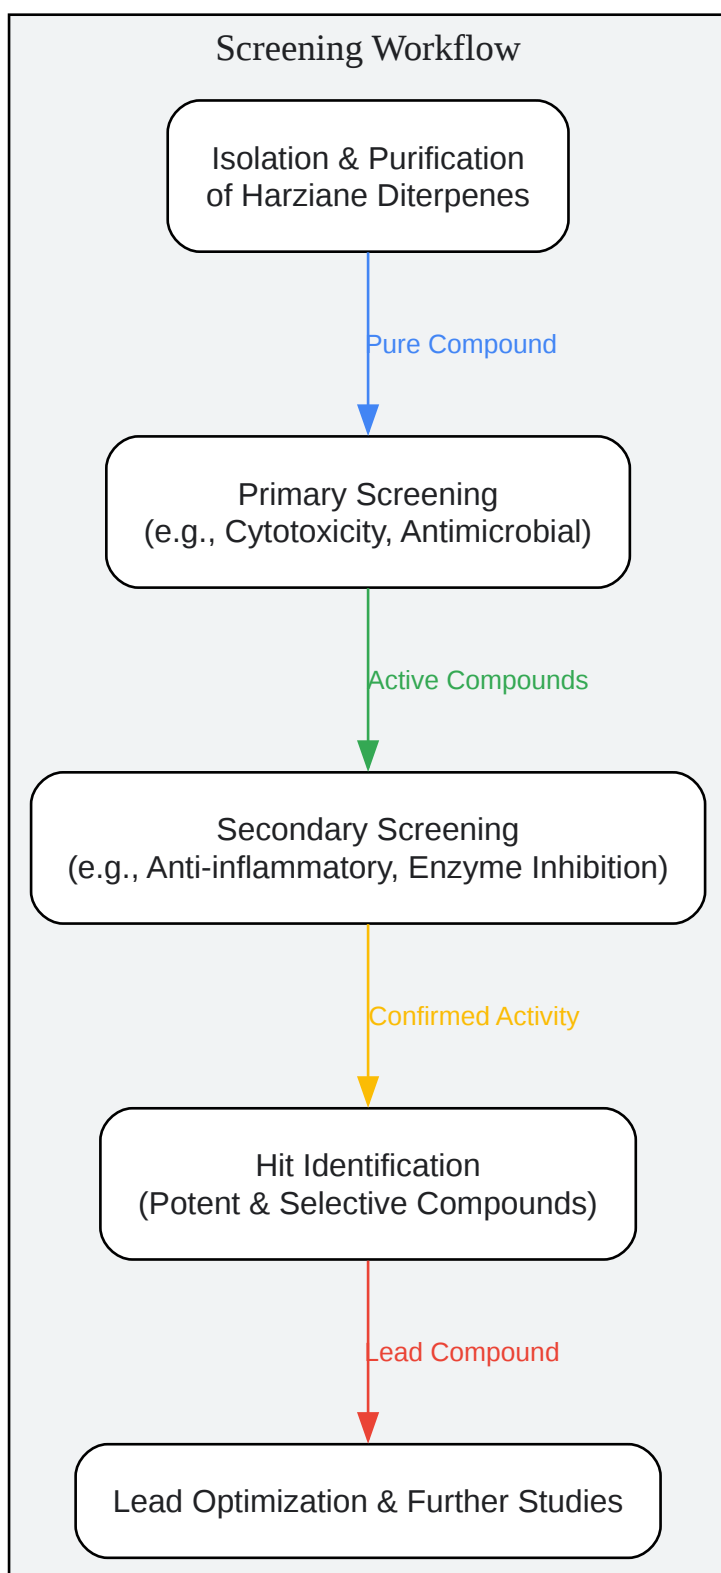 Screening Workflow
Isolation & Purification
of Harziane Diterpenes
Pure Compound
Primary Screening
(e.g., Cytotoxicity, Antimicrobial)
Active Compounds
Secondary Screening
(e.g., Anti-inflammatory, Enzyme Inhibition)
Confirmed Activity
Hit Identification
(Potent & Selective Compounds)
Lead Compound
Lead Optimization & Further Studies